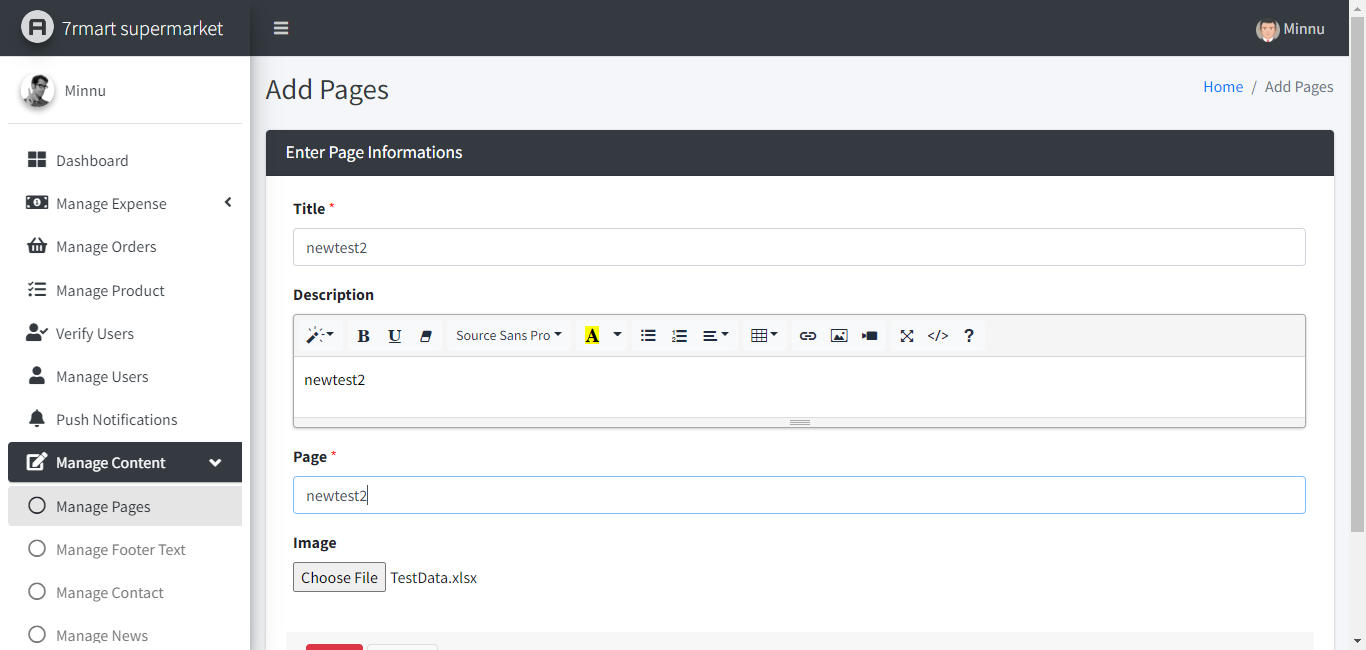 7rmart supermarket
Minnu
Minnu
Add Pages
Home / Add Pages
Dashboard
Manage Expense
Manage Orders
Manage Product
Verify Users
Manage Users
Push Notifications
Manage Content
Manage Pages
Manage Footer Text
Manage Contact
Manage News
Enter Page Informations
Title *
newtest2
Description
B U Source Sans Pro A </> ?
newtest2
Page *
newtest2
Image
Choose File TestData.xlsx